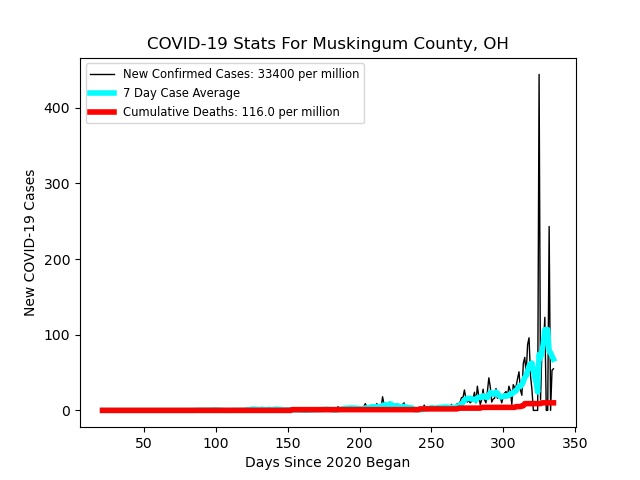 COVID-19 Stats For Muskingum County, OH
New Confirmed Cases: 33400 per million
7 Day Case Average
Cumulative Deaths: 116.0 per million
New COVID-19 Cases
400
300
200
100
0
50 100 150 200 250 300 350
Days Since 2020 Began